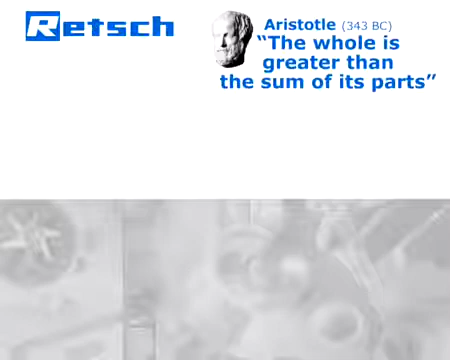 Retsch
Aristotle (343 BC)
“The whole is
greater than
the sum of its parts”